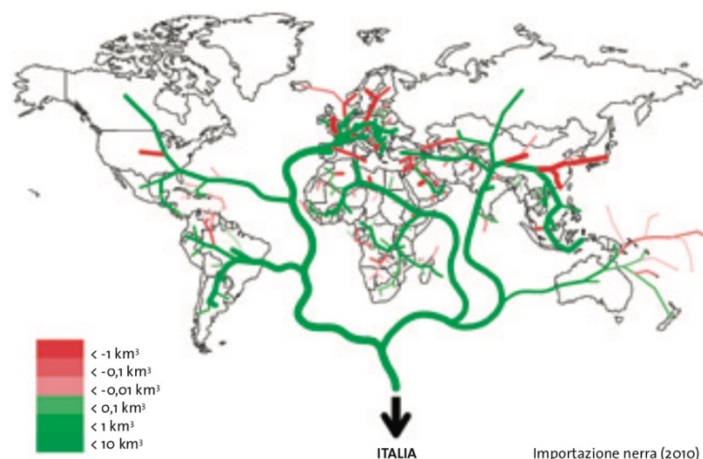 < -1 km³
< -0,1 km³
< -0,01 km³
< 0,1 km³
< 1 km³
< 10 km³
ITALIA
Importazione nerra (2010)